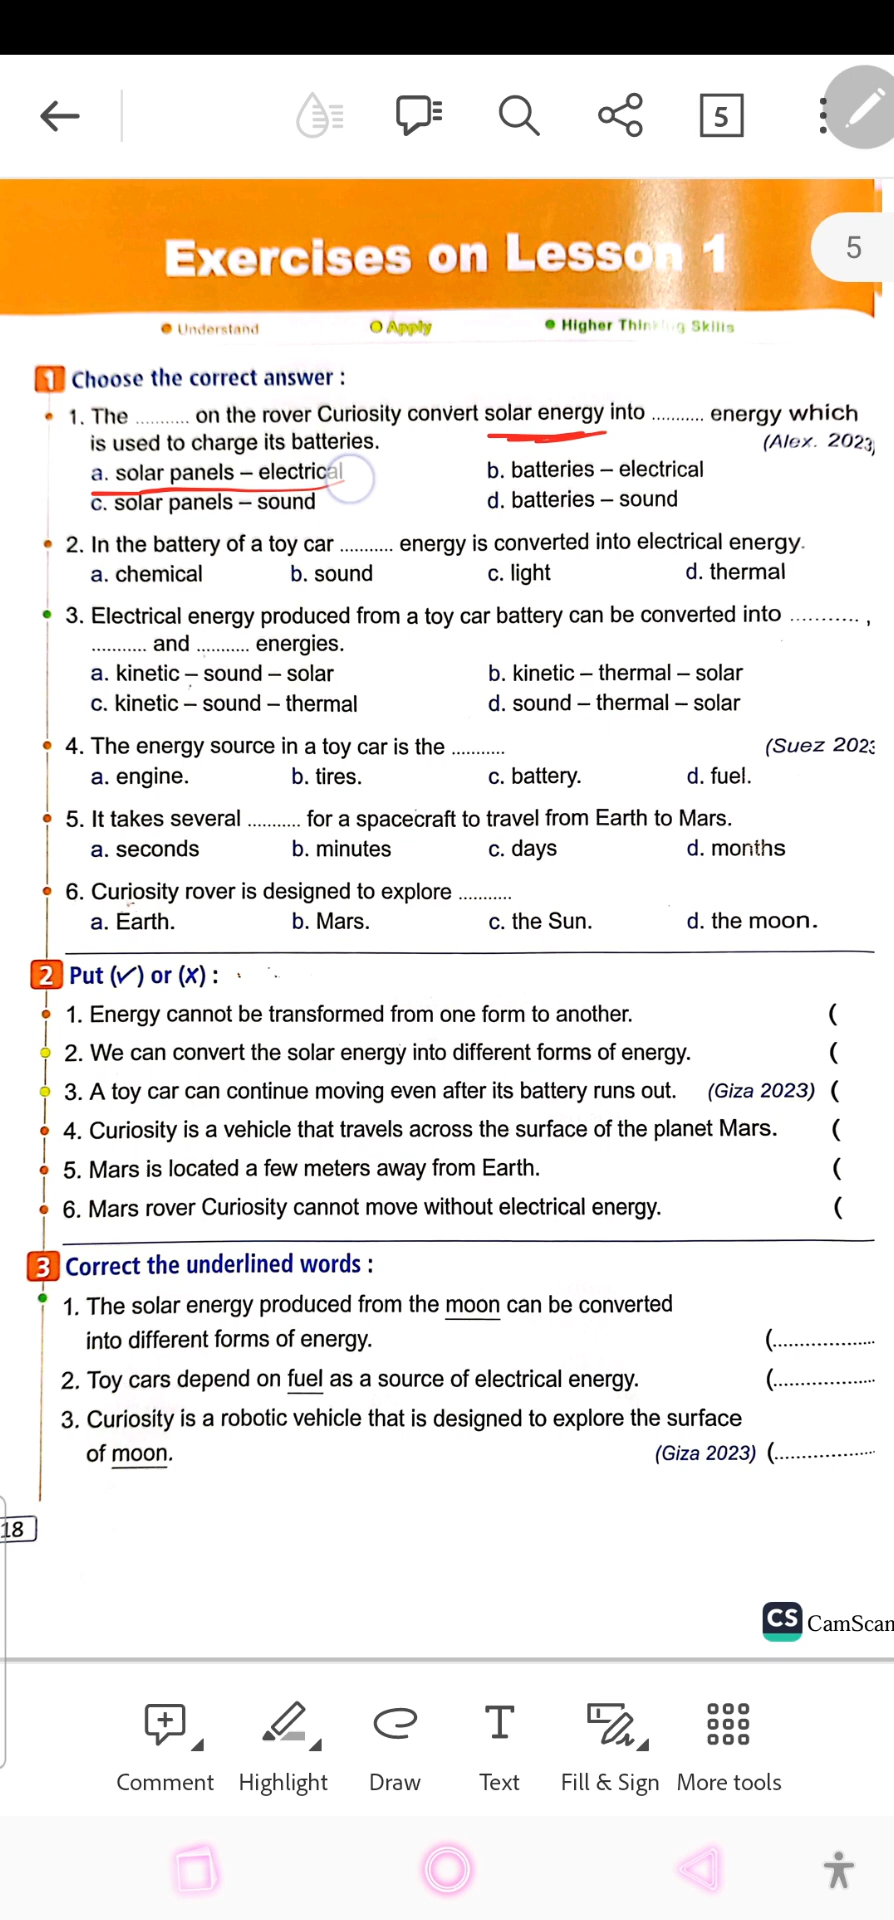 5
Exercises on Lesson 1
5
Understand
Apply
Higher Thinking Skills
1 Choose the correct answer :
1. The ........... on the rover Curiosity convert solar energy into ........... energy which
is used to charge its batteries. (Alex. 2023)
a. solar panels – electrical b. batteries – electrical
c. solar panels – sound d. batteries – sound
2. In the battery of a toy car ........... energy is converted into electrical energy.
a. chemical b. sound c. light d. thermal
3. Electrical energy produced from a toy car battery can be converted into ........... ,
........... and ........... energies.
a. kinetic – sound – solar b. kinetic – thermal – solar
c. kinetic – sound – thermal d. sound – thermal – solar
4. The energy source in a toy car is the ........... (Suez 2023
a. engine. b. tires. c. battery. d. fuel.
5. It takes several ........... for a spacecraft to travel from Earth to Mars.
a. seconds b. minutes c. days d. months
6. Curiosity rover is designed to explore ...........
a. Earth. b. Mars. c. the Sun. d. the moon.
2 Put (✓) or (X) :
1. Energy cannot be transformed from one form to another. (
2. We can convert the solar energy into different forms of energy. (
3. A toy car can continue moving even after its battery runs out. (Giza 2023) (
4. Curiosity is a vehicle that travels across the surface of the planet Mars. (
5. Mars is located a few meters away from Earth. (
6. Mars rover Curiosity cannot move without electrical energy. (
3 Correct the underlined words :
1. The solar energy produced from the moon can be converted
into different forms of energy. (...................
2. Toy cars depend on fuel as a source of electrical energy. (...................
3. Curiosity is a robotic vehicle that is designed to explore the surface
of moon. (Giza 2023) (...................
18
CS CamScan
Comment Highlight Draw Text Fill & Sign More tools